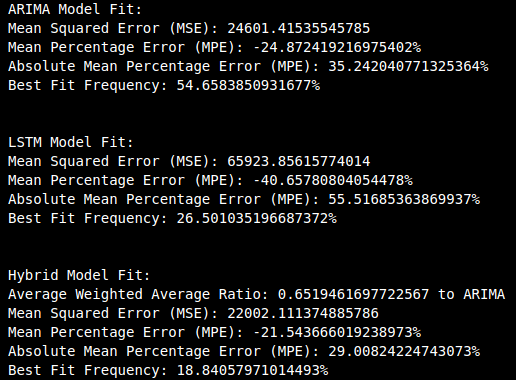 ARIMA Model Fit:
Mean Squared Error (MSE): 24601.41535545785
Mean Percentage Error (MPE): -24.872419216975402%
Absolute Mean Percentage Error (MPE): 35.242040771325364%
Best Fit Frequency: 54.6583850931677%
LSTM Model Fit:
Mean Squared Error (MSE): 65923.85615774014
Mean Percentage Error (MPE): -40.65780804054478%
Absolute Mean Percentage Error (MPE): 55.51685363869937%
Best Fit Frequency: 26.501035196687372%
Hybrid Model Fit:
Average Weighted Average Ratio: 0.6519461697722567 to ARIMA
Mean Squared Error (MSE): 22002.111374885786
Mean Percentage Error (MPE): -21.543666019238973%
Absolute Mean Percentage Error (MPE): 29.00824224743073%
Best Fit Frequency: 18.84057971014493%